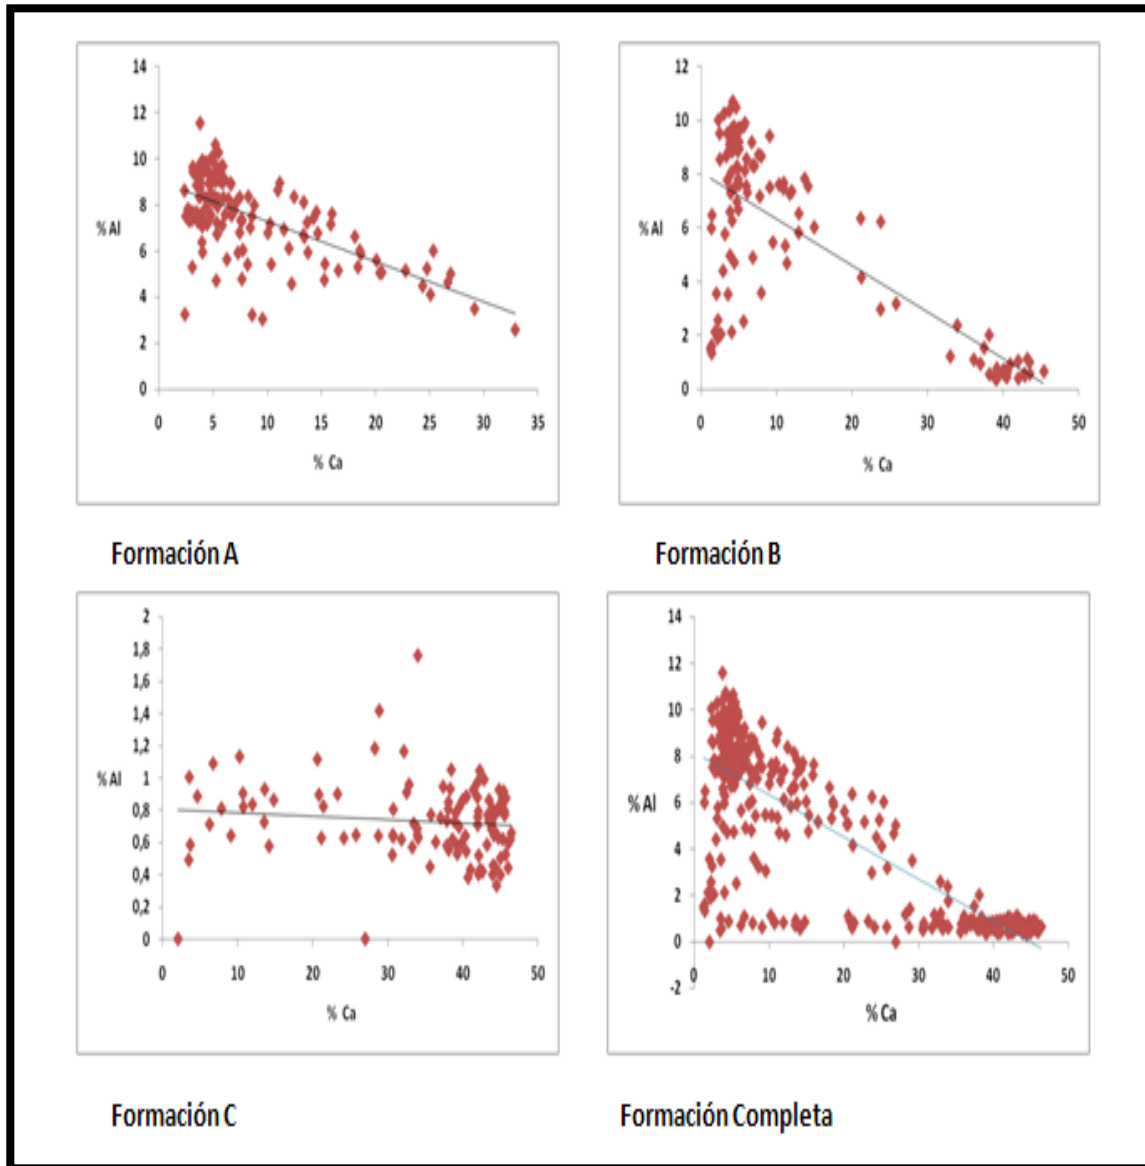 14
12
10
8
6
4
2
0
% Al
0 5 10 15 20 25 30 35
% Ca
Formación A
12
10
8
6
4
2
0
% Al
0 10 20 30 40 50
% Ca
Formación B
2
1,8
1,6
1,4
1,2
1
0,8
0,6
0,4
0,2
0
% Al
0 10 20 30 40 50
% Ca
Formación C
14
12
10
8
6
4
2
0
-2
% Al
0 10 20 30 40 50
% Ca
Formación Completa